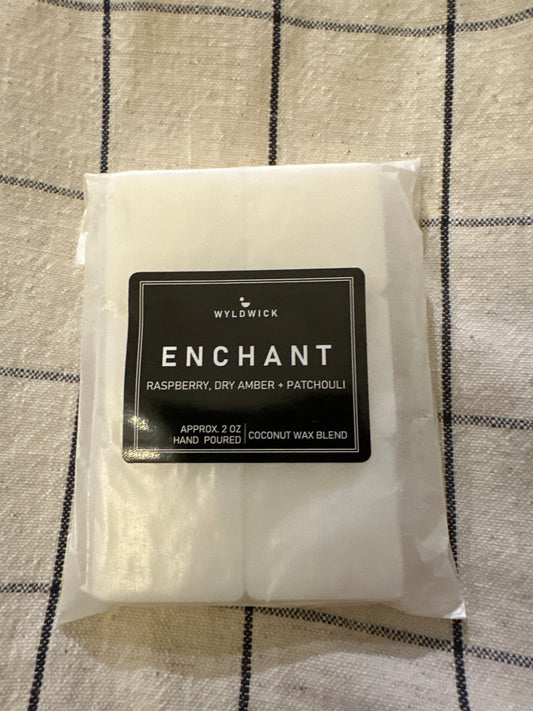 WYLDWICK
ENCHANT
RASPBERRY, DRY AMBER + PATCHOULI
APPROX. 2 OZ
HAND POURED
COCONUT WAX BLEND